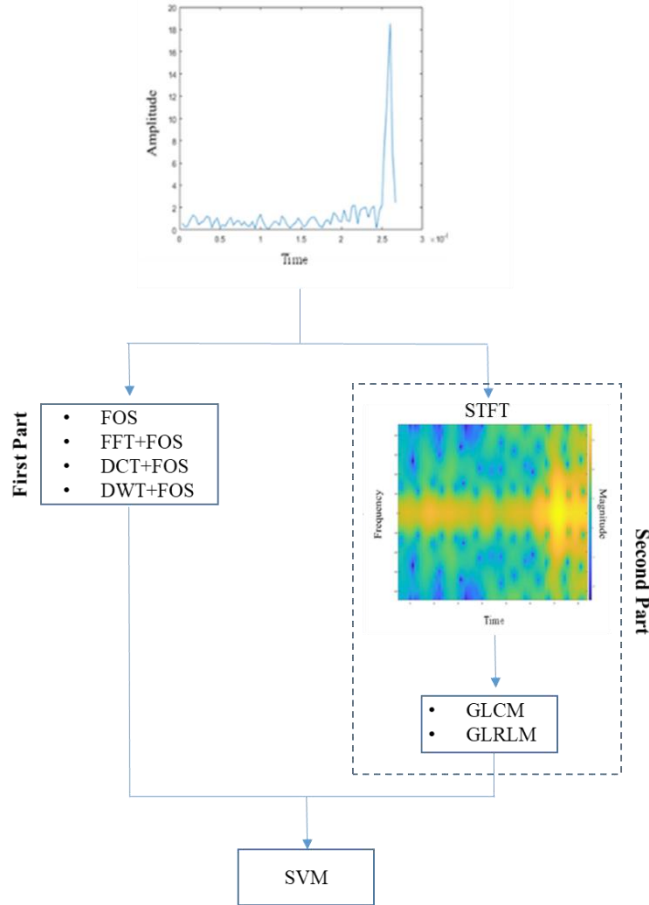 Amplitude
20
18
16
14
12
10
8
6
4
2
0
0
0.5
1
1.5
2
2.5
3
Time
First Part
• FOS
• FFT+FOS
• DCT+FOS
• DWT+FOS
STFT
Frequency
Magnitude
Time
Second Part
• GLCM
• GLRLM
SVM